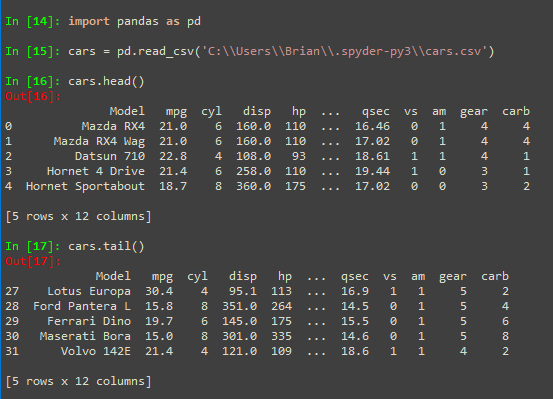 In [14]: import pandas as pd
In [15]: cars = pd.read_csv('C:\\Users\\Brian\\.spyder-py3\\cars.csv')
In [16]: cars.head()
Out[16]:
Model mpg cyl disp hp ... qsec vs am gear carb
0 Mazda RX4 21.0 6 160.0 110 ... 16.46 0 1 4 4
1 Mazda RX4 Wag 21.0 6 160.0 110 ... 17.02 0 1 4 4
2 Datsun 710 22.8 4 108.0 93 ... 18.61 1 1 4 1
3 Hornet 4 Drive 21.4 6 258.0 110 ... 19.44 1 0 3 1
4 Hornet Sportabout 18.7 8 360.0 175 ... 17.02 0 0 3 2
[5 rows x 12 columns]
In [17]: cars.tail()
Out[17]:
Model mpg cyl disp hp ... qsec vs am gear carb
27 Lotus Europa 30.4 4 95.1 113 ... 16.9 1 1 5 2
28 Ford Pantera L 15.8 8 351.0 264 ... 14.5 0 1 5 4
29 Ferrari Dino 19.7 6 145.0 175 ... 15.5 0 1 5 6
30 Maserati Bora 15.0 8 301.0 335 ... 14.6 0 1 5 8
31 Volvo 142E 21.4 4 121.0 109 ... 18.6 1 1 4 2
[5 rows x 12 columns]